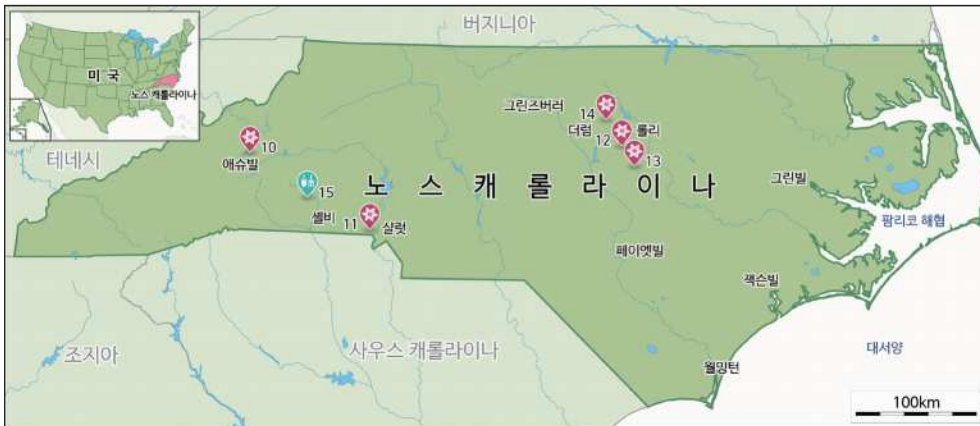 버지니아
미 국
노스 캐롤라이나
그린즈버러
14
더럼
12
롤리
13
10
애슈빌
테네시
15
노 스 캐 롤 라 이 나
그린빌
셸비
11
샬럿
팜리코 해협
페이엣빌
잭슨빌
조지아
사우스 캐롤라이나
대서양
윌밍턴
100km